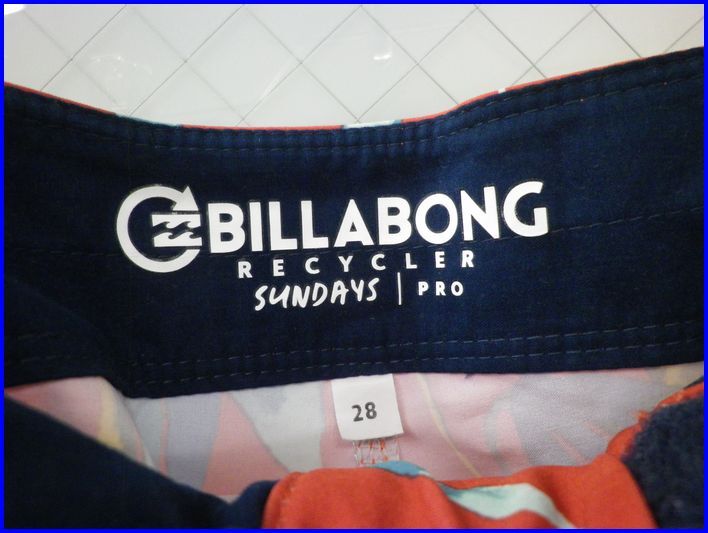 BILLABONG
RECYCLER
SUNDAYS | PRO
28